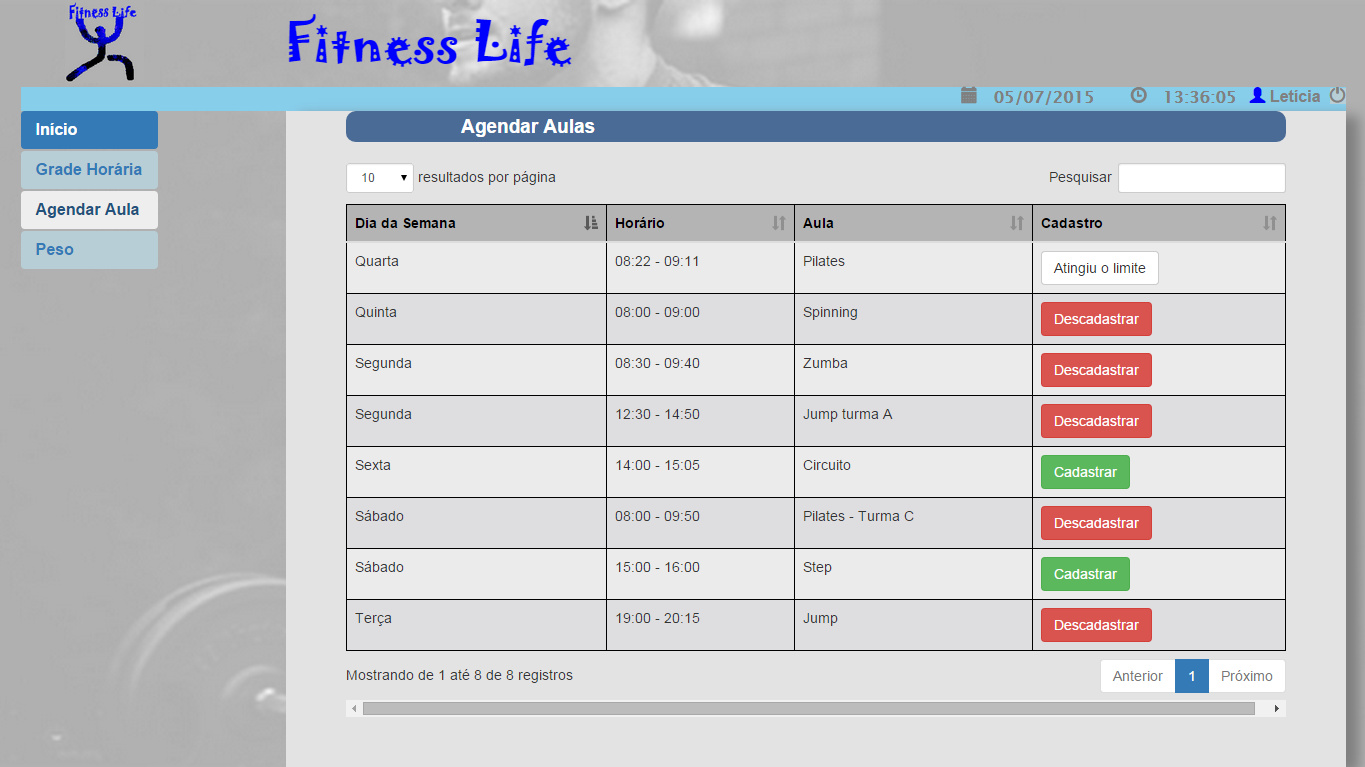 Fitness Life
Fitness Life
05/07/2015 13:36:05 Letícia
Início
Grade Horária
Agendar Aula
Peso
Agendar Aulas
10 resultados por página Pesquisar
Dia da Semana Horário Aula Cadastro
Quarta 08:22 - 09:11 Pilates Atingiu o limite
Quinta 08:00 - 09:00 Spinning Descadastrar
Segunda 08:30 - 09:40 Zumba Descadastrar
Segunda 12:30 - 14:50 Jump turma A Descadastrar
Sexta 14:00 - 15:05 Circuito Cadastrar
Sábado 08:00 - 09:50 Pilates - Turma C Descadastrar
Sábado 15:00 - 16:00 Step Cadastrar
Terça 19:00 - 20:15 Jump Descadastrar
Mostrando de 1 até 8 de 8 registros Anterior 1 Próximo